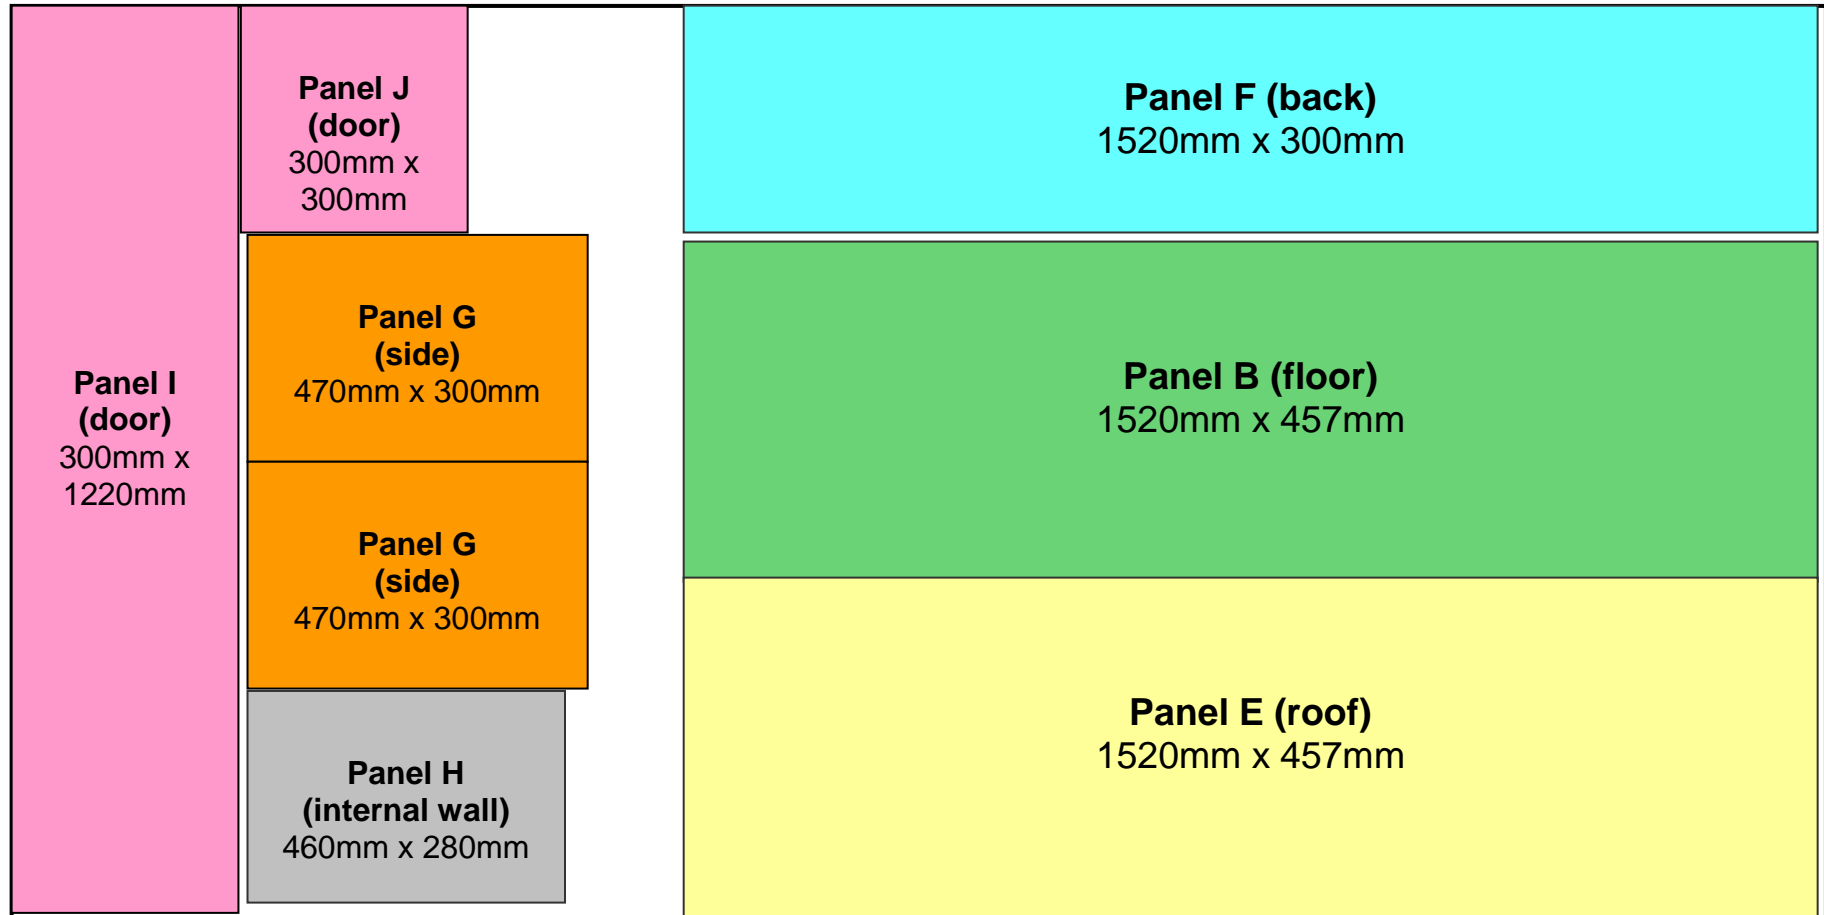 Panel I
(door)
300mm x
1220mm
Panel J
(door)
300mm x
300mm
Panel G
(side)
470mm x 300mm
Panel G
(side)
470mm x 300mm
Panel H
(internal wall)
460mm x 280mm
Panel F (back)
1520mm x 300mm
Panel B (floor)
1520mm x 457mm
Panel E (roof)
1520mm x 457mm